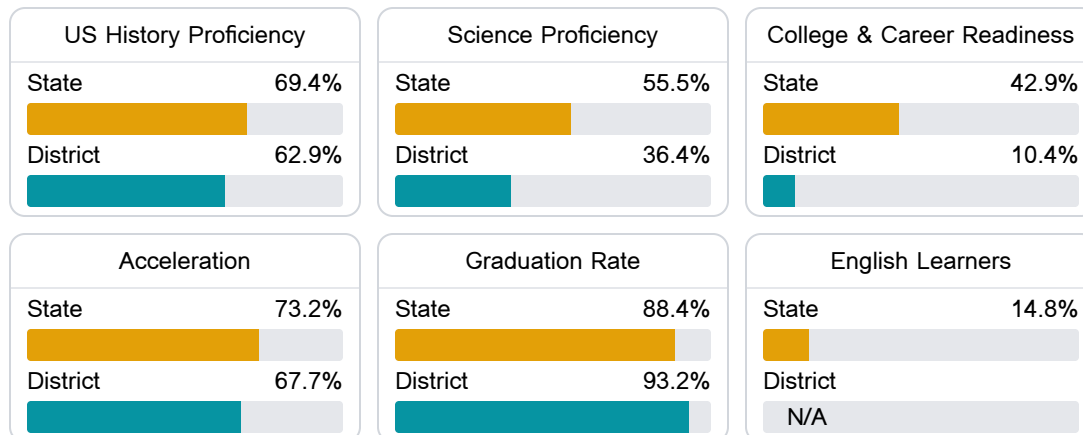 US History Proficiency
State 69.4%
District 62.9%
Science Proficiency
State 55.5%
District 36.4%
College & Career Readiness
State 42.9%
District 10.4%
Acceleration
State 73.2%
District 67.7%
Graduation Rate
State 88.4%
District 93.2%
English Learners
State 14.8%
District
N/A